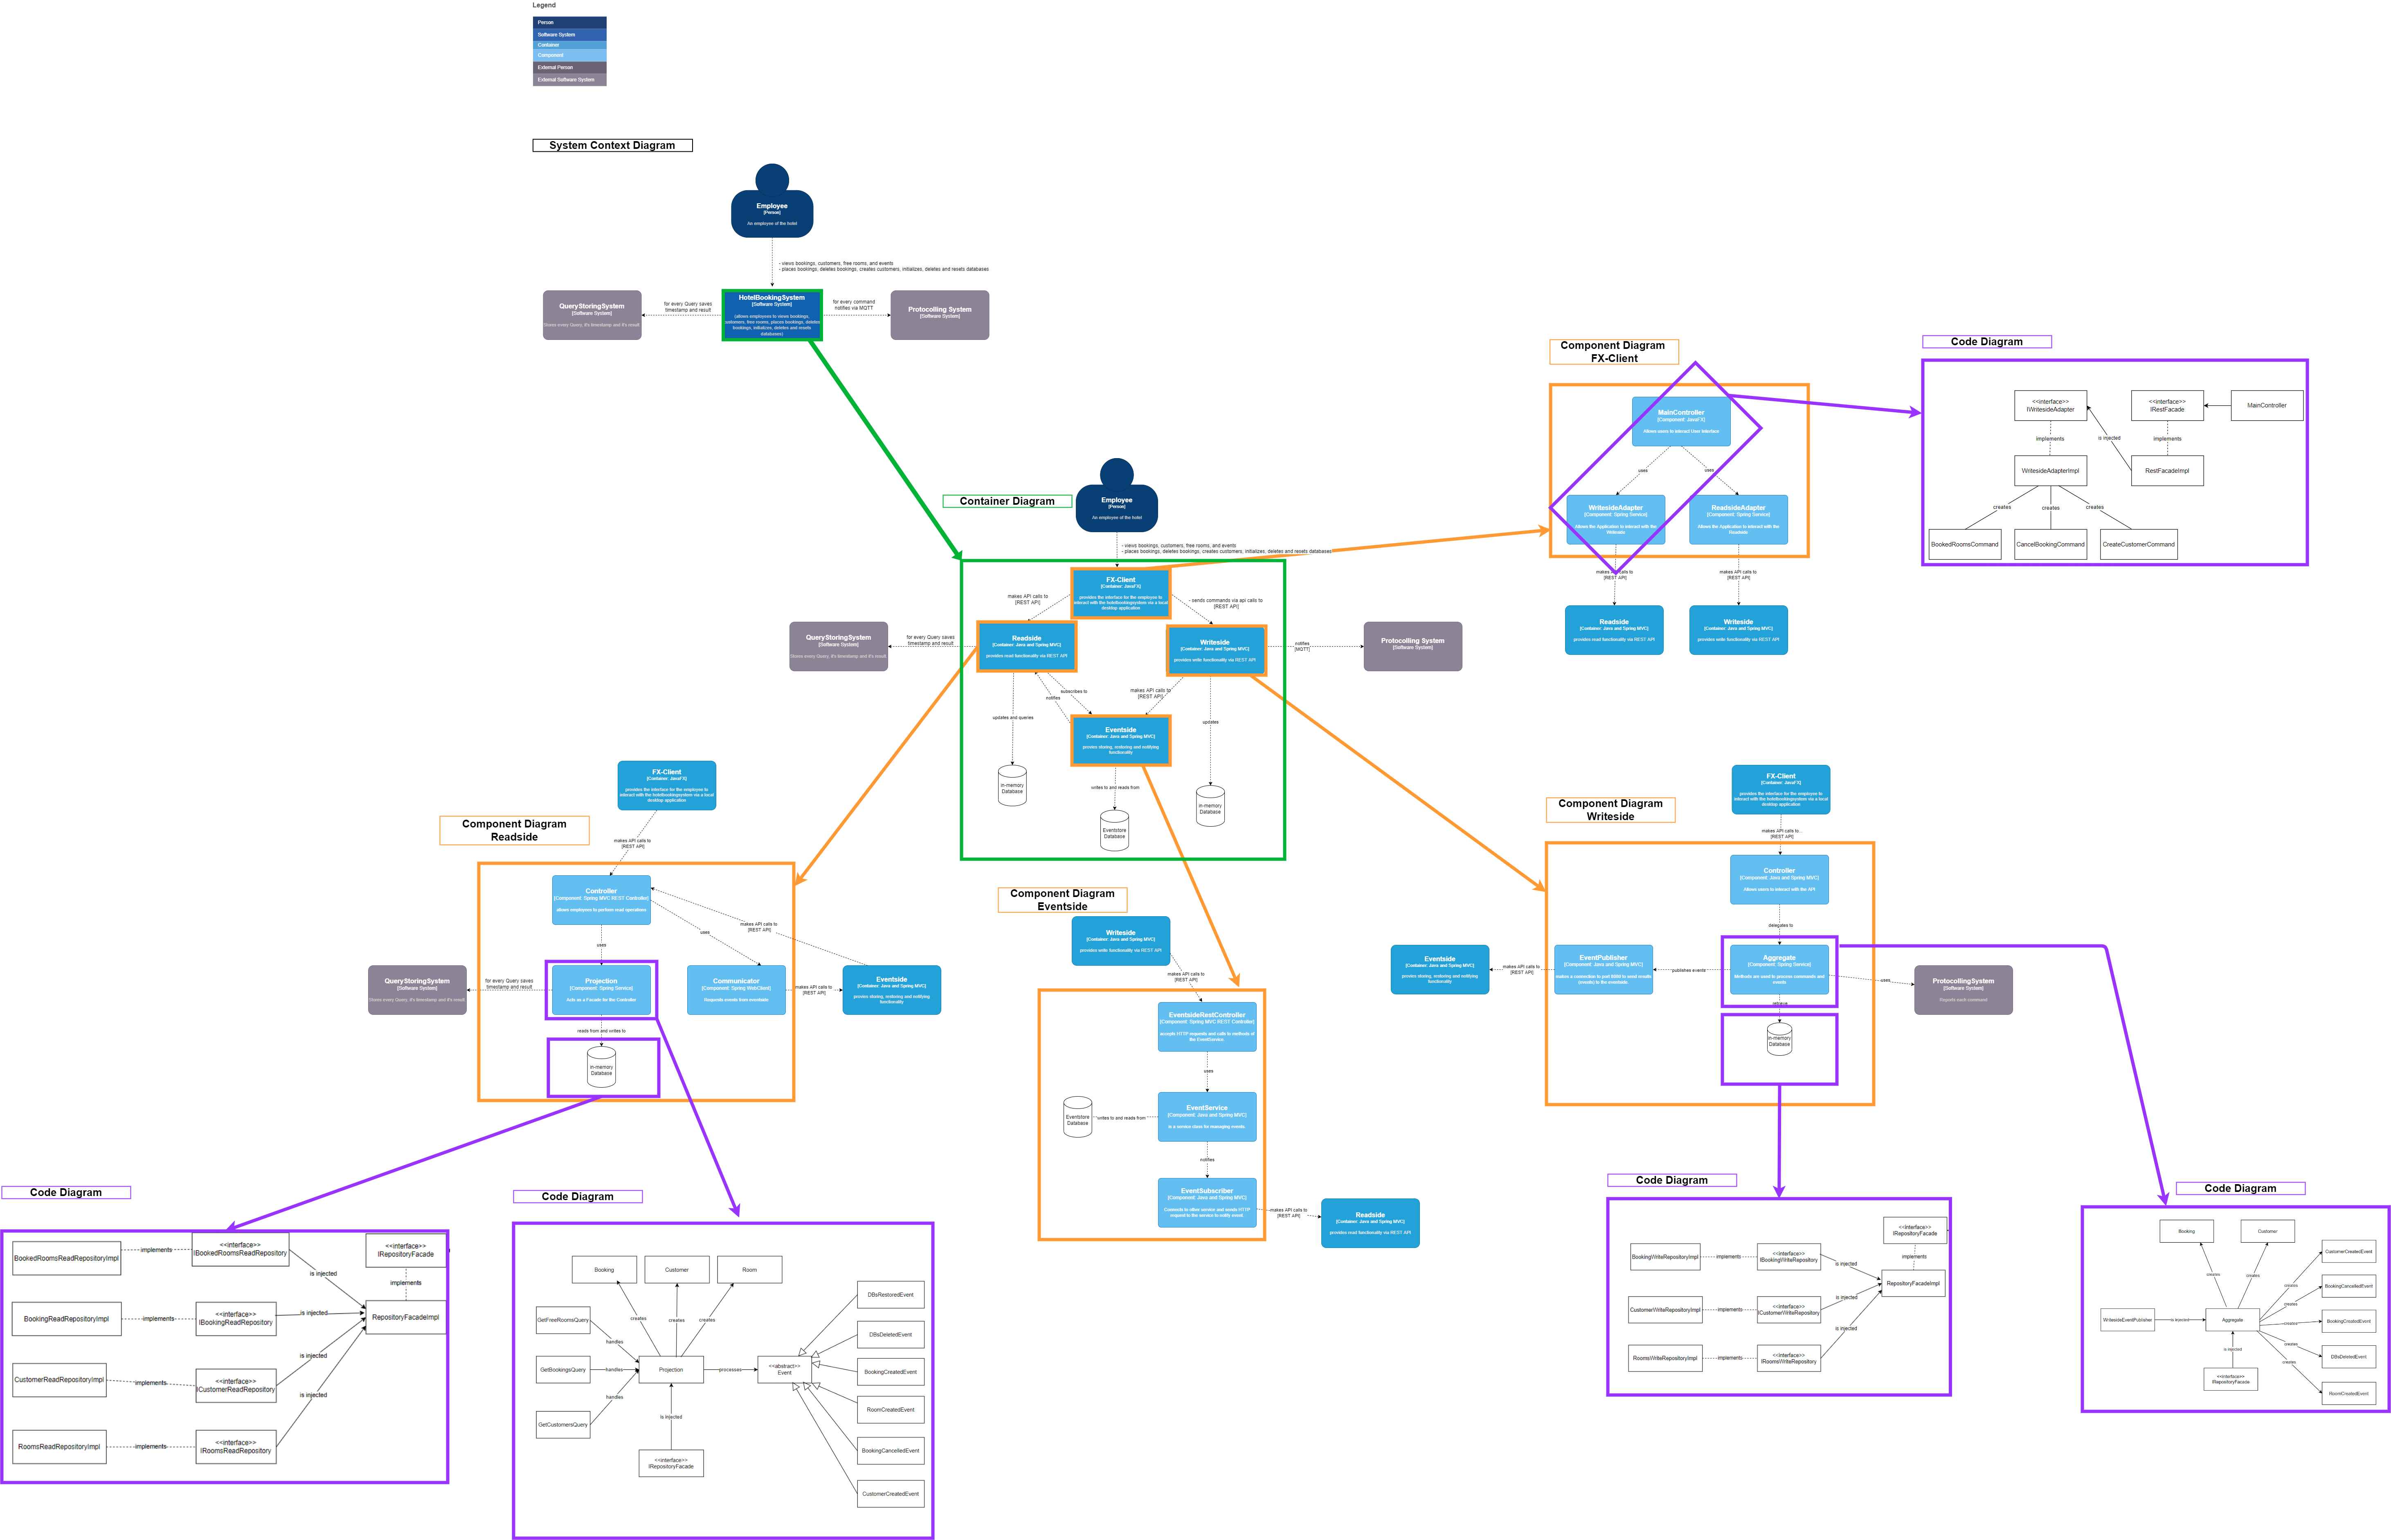 Legend
Person
Software System
Container
Component
External Person
External Software System
System Context Diagram
Employee
[Person]
An employee of the hotel
- views bookings, customers, free rooms, and events
- places bookings, deletes bookings, creates customers, initializes, deletes and resets databases
QueryStoringSystem
[Software System]
Stores every Query, it's timestamp and it's result
for every Query saves
timestamp and result
HotelBookingSystem
[Software System]
(allows employees to views bookings,
customers, free rooms, places bookings, deletes
bookings, initializes, deletes and resets
databases)
for every command
notifies via MQTT
Protocolling System
[Software System]
Container Diagram
Employee
[Person]
An employee of the hotel
- views bookings, customers, free rooms, and events
- places bookings, deletes bookings, creates customers, initializes, deletes and resets databases
FX-Client
[Container: JavaFX]
provides the interface for the employee to
interact with the hotelbookingsystem via a local
desktop application
makes API calls to
[REST API]
- sends commands via api calls to
[REST API]
QueryStoringSystem
[Software System]
Stores every Query, it's timestamp and it's result
for every Query saves
timestamp and result
Readside
[Container: Java and Spring MVC]
provides read functionality via REST API
Writeside
[Container: Java and Spring MVC]
provides write functionality via REST API
notifies
[MQTT]
Protocolling System
[Software System]
subscribes to
notifies
makes API calls to
[REST API]
updates and queries
updates
Eventside
[Container: Java and Spring MVC]
provies storing, restoring and notifying
functionality
writes to and reads from
in-memory
Database
Eventstore
Database
in-memory
Database
Component Diagram
FX-Client
MainController
[Component: JavaFX]
Allows users to interact User Interface
uses
uses
WritesideAdapter
[Component: Spring Service]
Allows the Application to interact with the
Writeside
ReadsideAdapter
[Component: Spring Service]
Allows the Application to interact with the
Readside
makes API calls to
[REST API]
makes API calls to
[REST API]
Readside
[Container: Java and Spring MVC]
provides read functionality via REST API
Writeside
[Container: Java and Spring MVC]
provides write functionality via REST API
Code Diagram
<<interface>>
IWritesideAdapter
<<interface>>
IRestFacade
MainController
implements
is injected
implements
WritesideAdapterImpl
RestFacadeImpl
creates
creates
creates
BookedRoomsCommand
CancelBookingCommand
CreateCustomerCommand
Component Diagram
Readside
FX-Client
[Container: JavaFX]
provides the interface for the employee to
interact with the hotelbookingsystem via a local
desktop application
makes API calls to
[REST API]
Controller
[Component: Spring MVC REST Controller]
allows employees to perform read operations
makes API calls to
[REST API]
uses
uses
QueryStoringSystem
[Software System]
Stores every Query, it's timestamp and it's result
for every Query saves
timestamp and result
Projection
[Component: Spring Service]
Acts as a Facade for the Controller
Communicator
[Component: Spring WebClient]
Requests events from eventside
makes API calls to
[REST API]
Eventside
[Container: Java and Spring MVC]
provies storing, restoring and notifying
functionality
reads from and writes to
in-memory
Database
Component Diagram
Eventside
Writeside
[Container: Java and Spring MVC]
provides write functionality via REST API
makes API calls to
[REST API]
EventsideRestController
[Component: Spring MVC REST Controller]
accepts HTTP requests and calls to methods of
the EventService
uses
Eventstore
Database
writes to and reads from
EventService
[Component: Java and Spring MVC]
is a service class for managing events
notifies
EventSubscriber
[Component: Java and Spring MVC]
Connects to other service and sends HTTP
request to the service to notify event
makes API calls to
[REST API]
Readside
[Container: Java and Spring MVC]
provides read functionality via REST API
Component Diagram
Writeside
FX-Client
[Container: JavaFX]
provides the interface for the employee to
interact with the hotelbookingsystem via a local
desktop application
makes API calls to...
[REST API]
Controller
[Component: Java and Spring MVC]
Allows users to interact with the API
delegates to
Eventside
[Container: Java and Spring MVC]
provies storing, restoring and notifying
functionality
makes API calls to
[REST API]
EventPublisher
[Component: Java and Spring MVC]
makes a connection to port 8080 to send results
(events) to the eventside.
publishes events
Aggregate
[Component: Spring Service]
Methods are used to process commands and
events
uses
ProtocollingSystem
[Software System]
Reports each command
retrieve
in-memory
Database
Code Diagram
BookedRoomsReadRepositoryImpl
implements
<<interface>>
IBookedRoomsReadRepository
<<interface>>
IRepositoryFacade
is injected
implements
BookingReadRepositoryImpl
implements
<<interface>>
IBookingReadRepository
is injected
RepositoryFacadeImpl
is injected
CustomerReadRepositoryImpl
implements
<<interface>>
ICustomerReadRepository
is injected
RoomsReadRepositoryImpl
implements
<<interface>>
IRoomsReadRepository
Code Diagram
Booking
Customer
Room
DBsRestoredEvent
GetFreeRoomsQuery
creates
creates
creates
DBsDeletedEvent
handles
GetBookingsQuery
handles
Projection
processes
<<abstract>>
Event
BookingCreatedEvent
handles
RoomCreatedEvent
GetCustomersQuery
is Injected
BookingCancelledEvent
<<interface>>
IRepositoryFacade
CustomerCreatedEvent
Code Diagram
<<Interface>>
IRepositoryFacade
BookingWriteRepositoryImpl
implements
<<Interface>>
IBookingWriteRepository
implements
is injected
RepositoryFacadeImpl
CustomerWriteRepositoryImpl
implements
<<Interface>>
ICustomerWriteRepository
is injected
is injected
RoomsWriteRepositoryImpl
implements
<<Interface>>
IRoomsWriteRepository
Code Diagram
Booking
Customer
CustomerCreatedEvent
creates
creates
creates
BookingCancelledEvent
creates
WritesideEventPublisher
is injected
Aggregate
creates
BookingCreatedEvent
is injected
creates
DBsDeletedEvent
creates
<<interface>>
IRepositoryFacade
RoomCreatedEvent